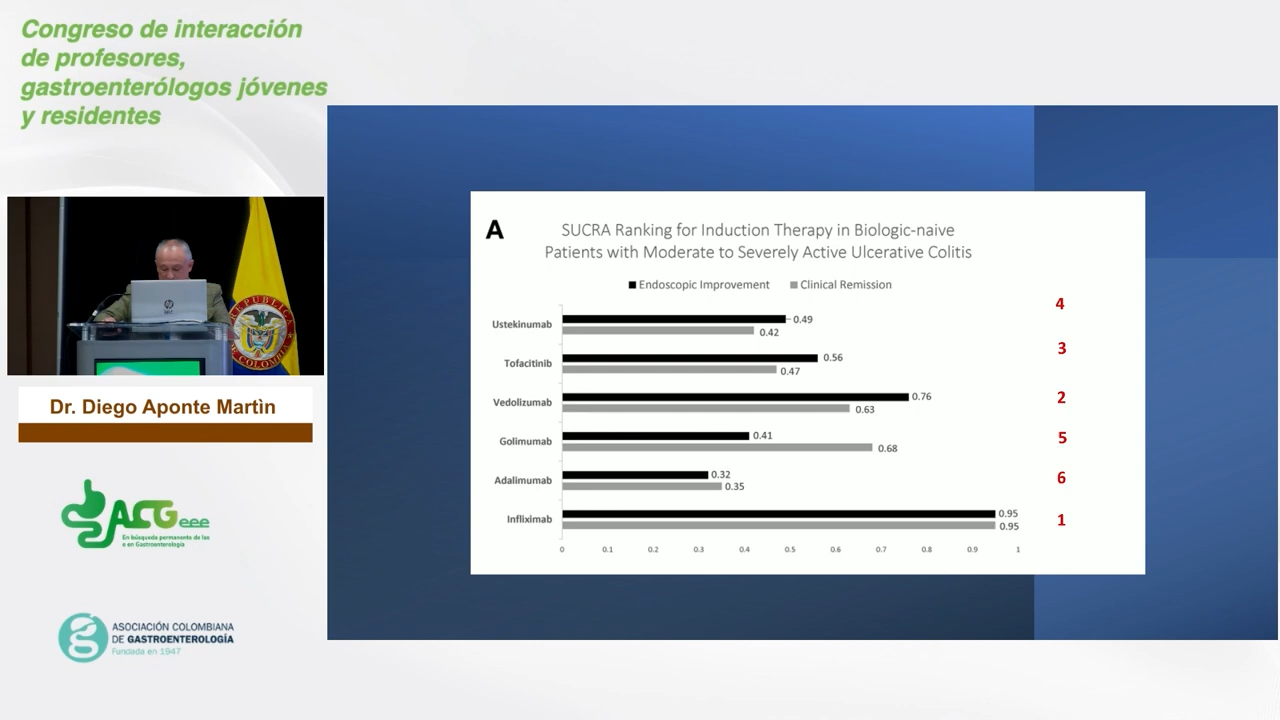 Congreso de interacción
de profesores,
gastroenterólogos jóvenes
y residentes
Dr. Diego Aponte Martìn
ACG eee
En búsqueda permanente de las
e en Gastroenterología
ASOCIACIÓN COLOMBIANA
DE GASTROENTEROLOGÍA
Fundada en 1947
A
SUCRA Ranking for Induction Therapy in Biologic-naive
Patients with Moderate to Severely Active Ulcerative Colitis
Endoscopic Improvement Clinical Remission
Ustekinumab 0.49 0.42 4
Tofacitinib 0.56 0.47 3
Vedolizumab 0.76 0.63 2
Golimumab 0.41 0.68 5
Adalimumab 0.32 0.35 6
Infliximab 0.95 0.95 1
0 0.1 0.2 0.3 0.4 0.5 0.6 0.7 0.8 0.9 1